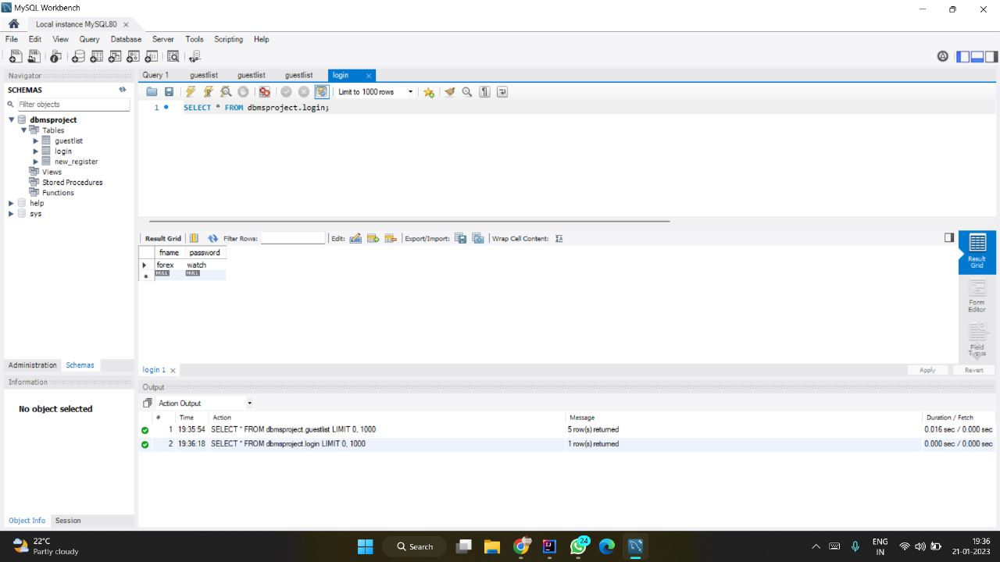 MySQL Workbench
Local instance MySQL80
File Edit View Query Database Server Tools Scripting Help
Navigator
SCHEMAS
Filter objects
dbmsproject
Tables
guestlist
login
new_register
Views
Stored Procedures
Functions
help
sys
Administration Schemas
Information
No object selected
Object Info Session
Query 1 guestlist guestlist guestlist login
Limit to 1000 rows
1 SELECT * FROM dbmsproject.login;
Result Grid Filter Rows: Edit: Export/Import: Wrap Cell Content:
fname password
forex watch
NULL NULL
Result
Grid
Form
Editor
Field
Types
login 1 Apply Revert
Output
Action Output
# Time Action Message Duration / Fetch
1 19:35:54 SELECT * FROM dbmsproject.guestlist LIMIT 0, 1000 5 row(s) returned 0.016 sec / 0.000 sec
2 19:36:18 SELECT * FROM dbmsproject.login LIMIT 0, 1000 1 row(s) returned 0.000 sec / 0.000 sec
22°C
Partly cloudy
Search
24
ENG
IN
19:36
21-01-2023